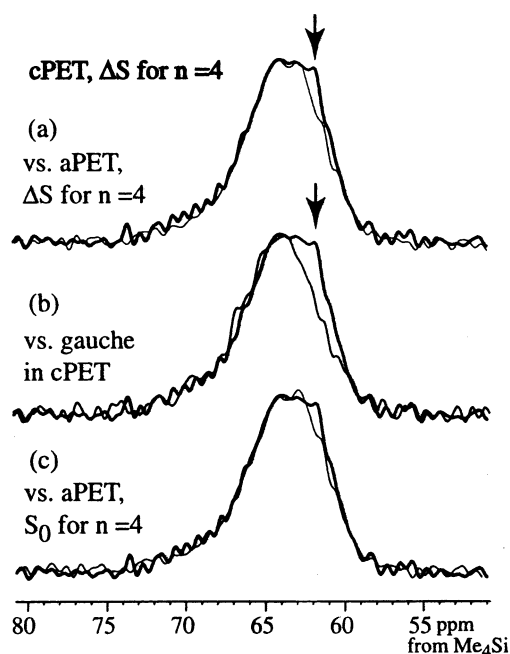 cPET, ΔS for n =4
(a)
vs. aPET,
ΔS for n =4
(b)
vs. gauche
in cPET
(c)
vs. aPET,
S₀ for n =4
80 75 70 65 60 55 ppm
from Me₄Si